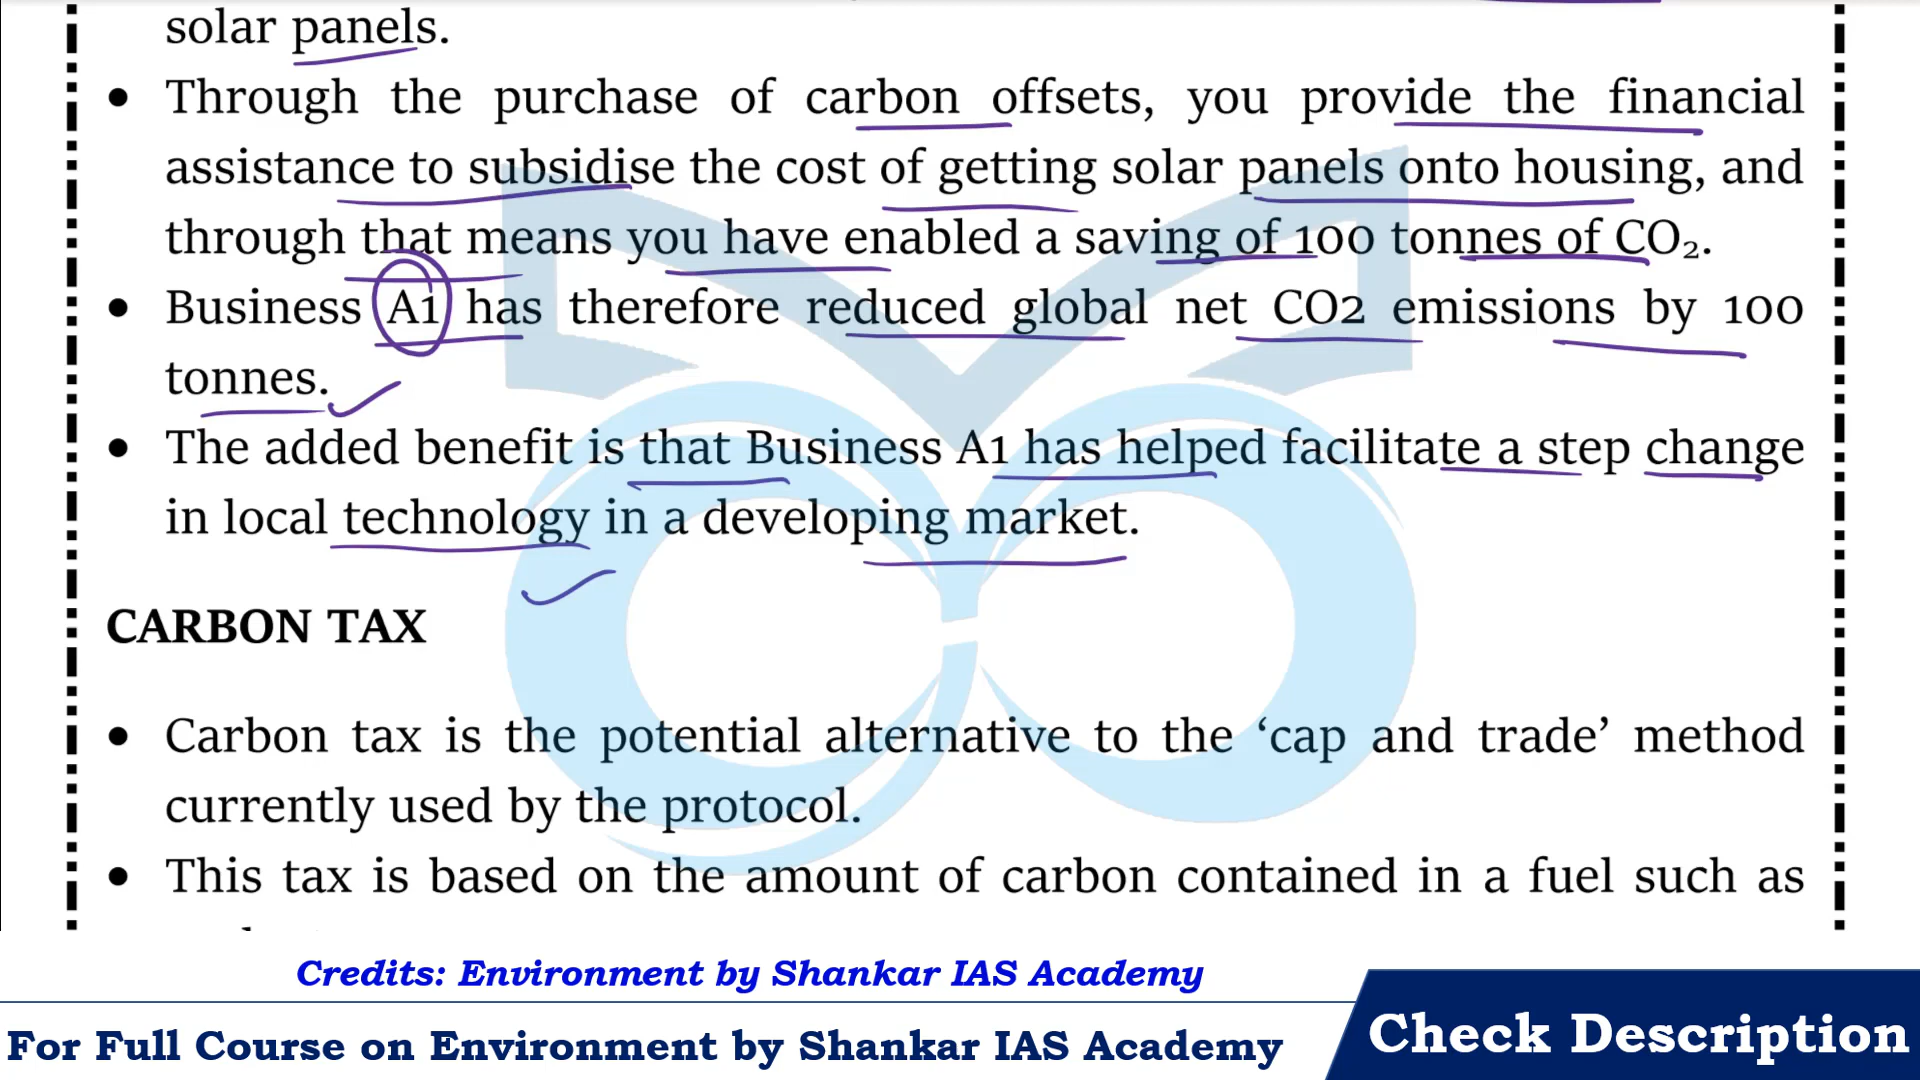 solar panels.
• Through the purchase of carbon offsets, you provide the financial
assistance to subsidise the cost of getting solar panels onto housing, and
through that means you have enabled a saving of 100 tonnes of CO₂.
• Business A1 has therefore reduced global net CO2 emissions by 100
tonnes.
• The added benefit is that Business A1 has helped facilitate a step change
in local technology in a developing market.
CARBON TAX
• Carbon tax is the potential alternative to the ‘cap and trade’ method
currently used by the protocol.
• This tax is based on the amount of carbon contained in a fuel such as
Credits: Environment by Shankar IAS Academy
For Full Course on Environment by Shankar IAS Academy
Check Description